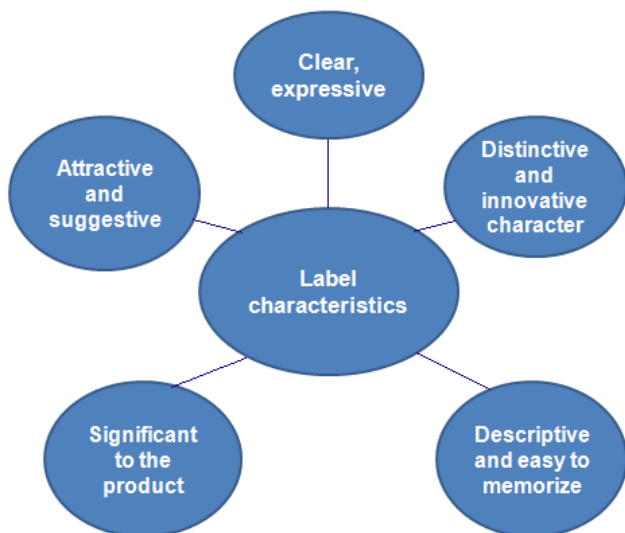 Clear,
expressive
Attractive
and
suggestive
Distinctive
and
innovative
character
Label
characteristics
Significant
to the
product
Descriptive
and easy to
memorize